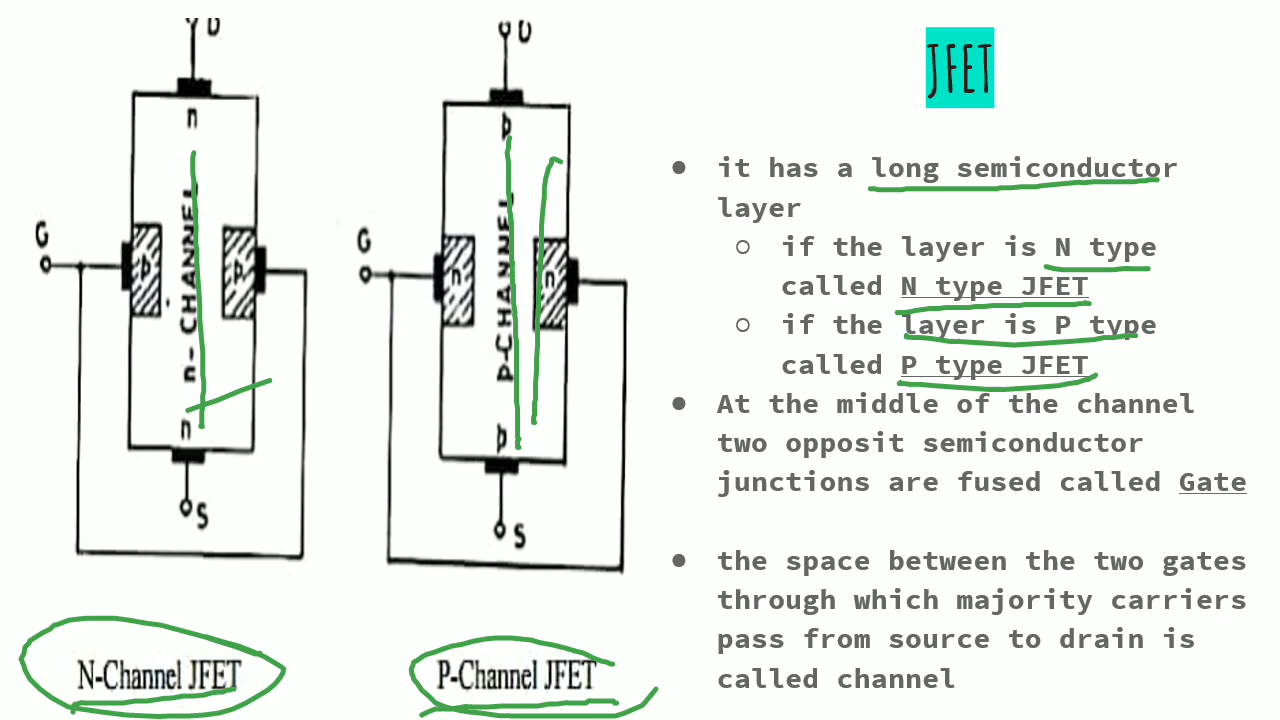 D
n
n- CHANNEL
G
p
p
n
S
N-Channel JFET
D
p
p-CHANNEL
G
n
n
p
S
P-Channel JFET
JFET
● it has a long semiconductor
layer
○ if the layer is N type
called N type JFET
○ if the layer is P type
called P type JFET
● At the middle of the channel
two opposit semiconductor
junctions are fused called Gate
● the space between the two gates
through which majority carriers
pass from source to drain is
called channel